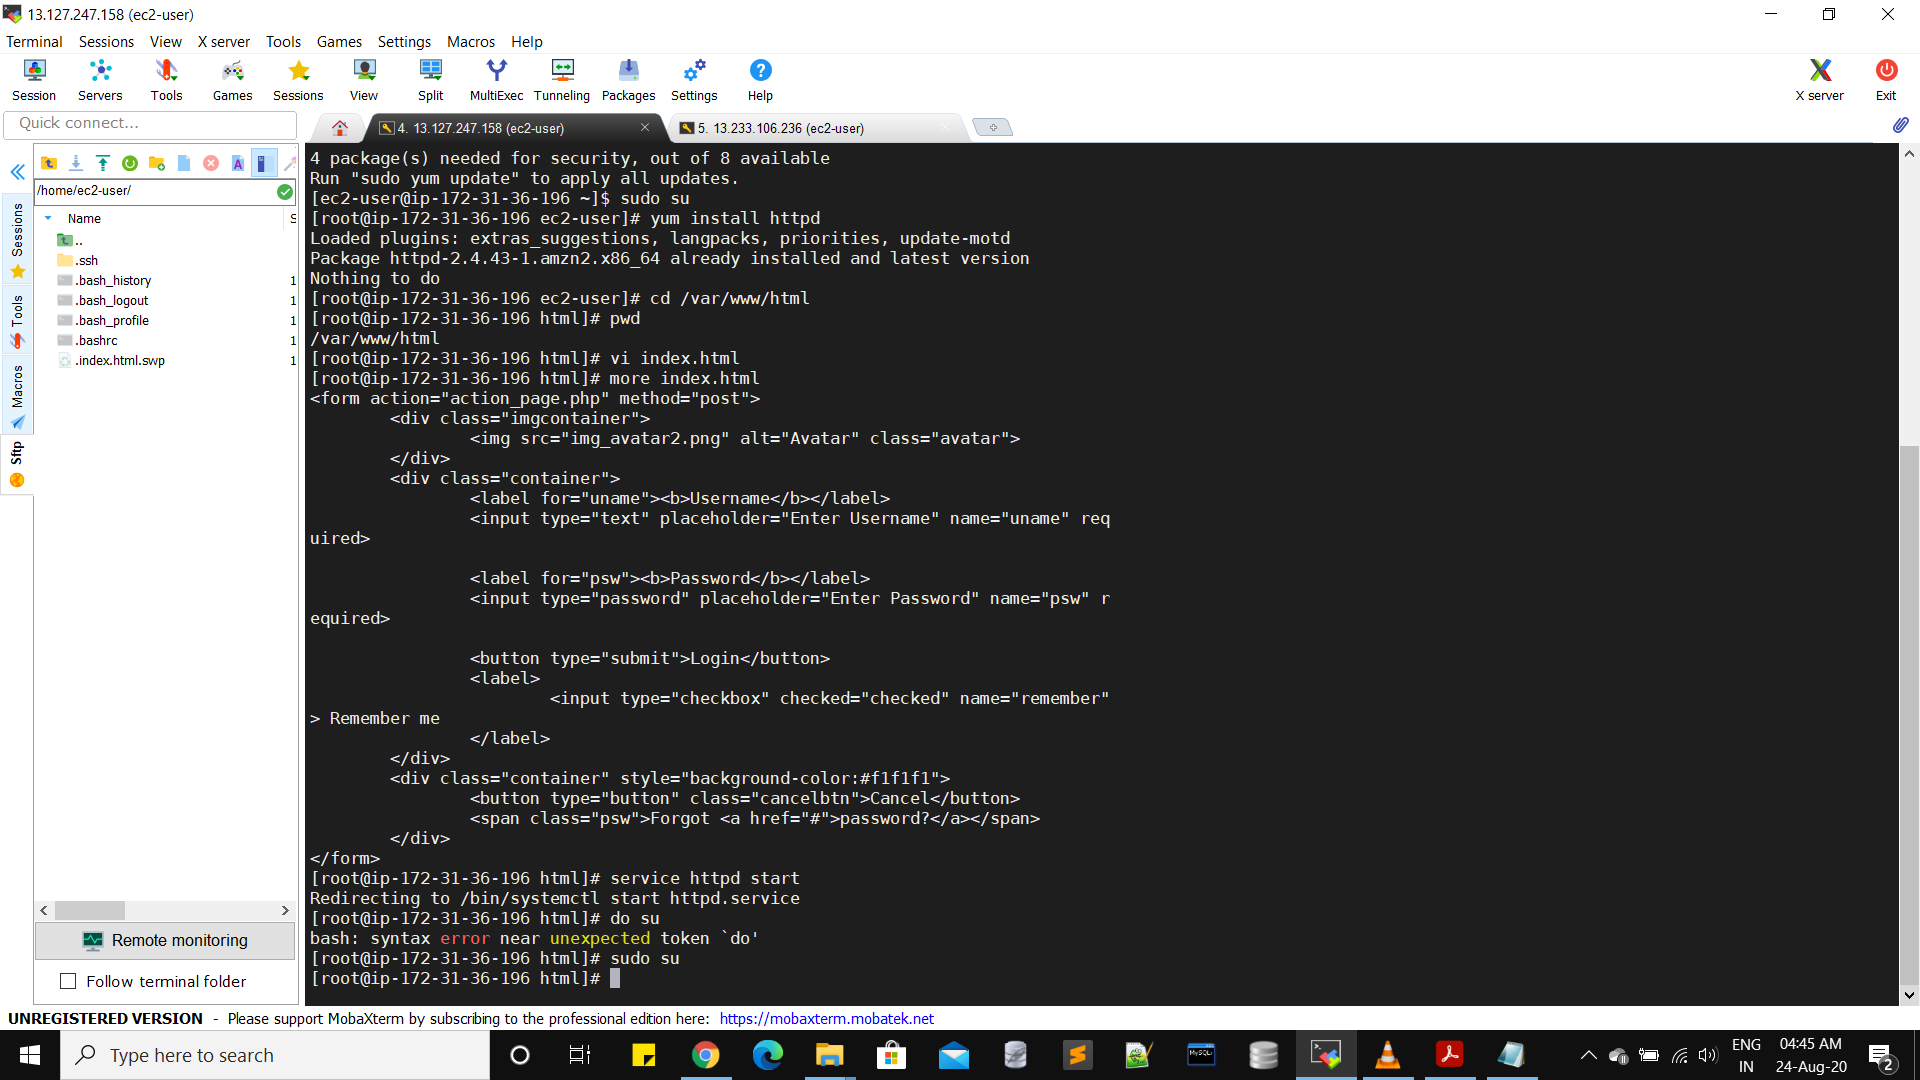 13.127.247.158 (ec2-user)
Terminal Sessions View X server Tools Games Settings Macros Help
Session Servers Tools Games Sessions View Split MultiExec Tunneling Packages Settings Help X server Exit
Quick connect...
4. 13.127.247.158 (ec2-user)
5. 13.233.106.236 (ec2-user)
Sessions
Tools
Macros
Sftp
/home/ec2-user/
Name S
..
.ssh
.bash_history 1
.bash_logout 1
.bash_profile 1
.bashrc 1
.index.html.swp 1
Remote monitoring
Follow terminal folder
4 package(s) needed for security, out of 8 available
Run "sudo yum update" to apply all updates.
[ec2-user@ip-172-31-36-196 ~]$ sudo su
[root@ip-172-31-36-196 ec2-user]# yum install httpd
Loaded plugins: extras_suggestions, langpacks, priorities, update-motd
Package httpd-2.4.43-1.amzn2.x86_64 already installed and latest version
Nothing to do
[root@ip-172-31-36-196 ec2-user]# cd /var/www/html
[root@ip-172-31-36-196 html]# pwd
/var/www/html
[root@ip-172-31-36-196 html]# vi index.html
[root@ip-172-31-36-196 html]# more index.html
<form action="action_page.php" method="post">
        <div class="imgcontainer">
                <img src="img_avatar2.png" alt="Avatar" class="avatar">
        </div>
        <div class="container">
                <label for="uname"><b>Username</b></label>
                <input type="text" placeholder="Enter Username" name="uname" req
uired>
                <label for="psw"><b>Password</b></label>
                <input type="password" placeholder="Enter Password" name="psw" r
equired>
                <button type="submit">Login</button>
                <label>
                        <input type="checkbox" checked="checked" name="remember"
> Remember me
                </label>
        </div>
        <div class="container" style="background-color:#f1f1f1">
                <button type="button" class="cancelbtn">Cancel</button>
                <span class="psw">Forgot <a href="#">password?</a></span>
        </div>
</form>
[root@ip-172-31-36-196 html]# service httpd start
Redirecting to /bin/systemctl start httpd.service
[root@ip-172-31-36-196 html]# do su
bash: syntax error near unexpected token `do'
[root@ip-172-31-36-196 html]# sudo su
[root@ip-172-31-36-196 html]#
UNREGISTERED VERSION - Please support MobaXterm by subscribing to the professional edition here: https://mobaxterm.mobatek.net
Type here to search
MySQL
ENG
IN
04:45 AM
24-Aug-20
2